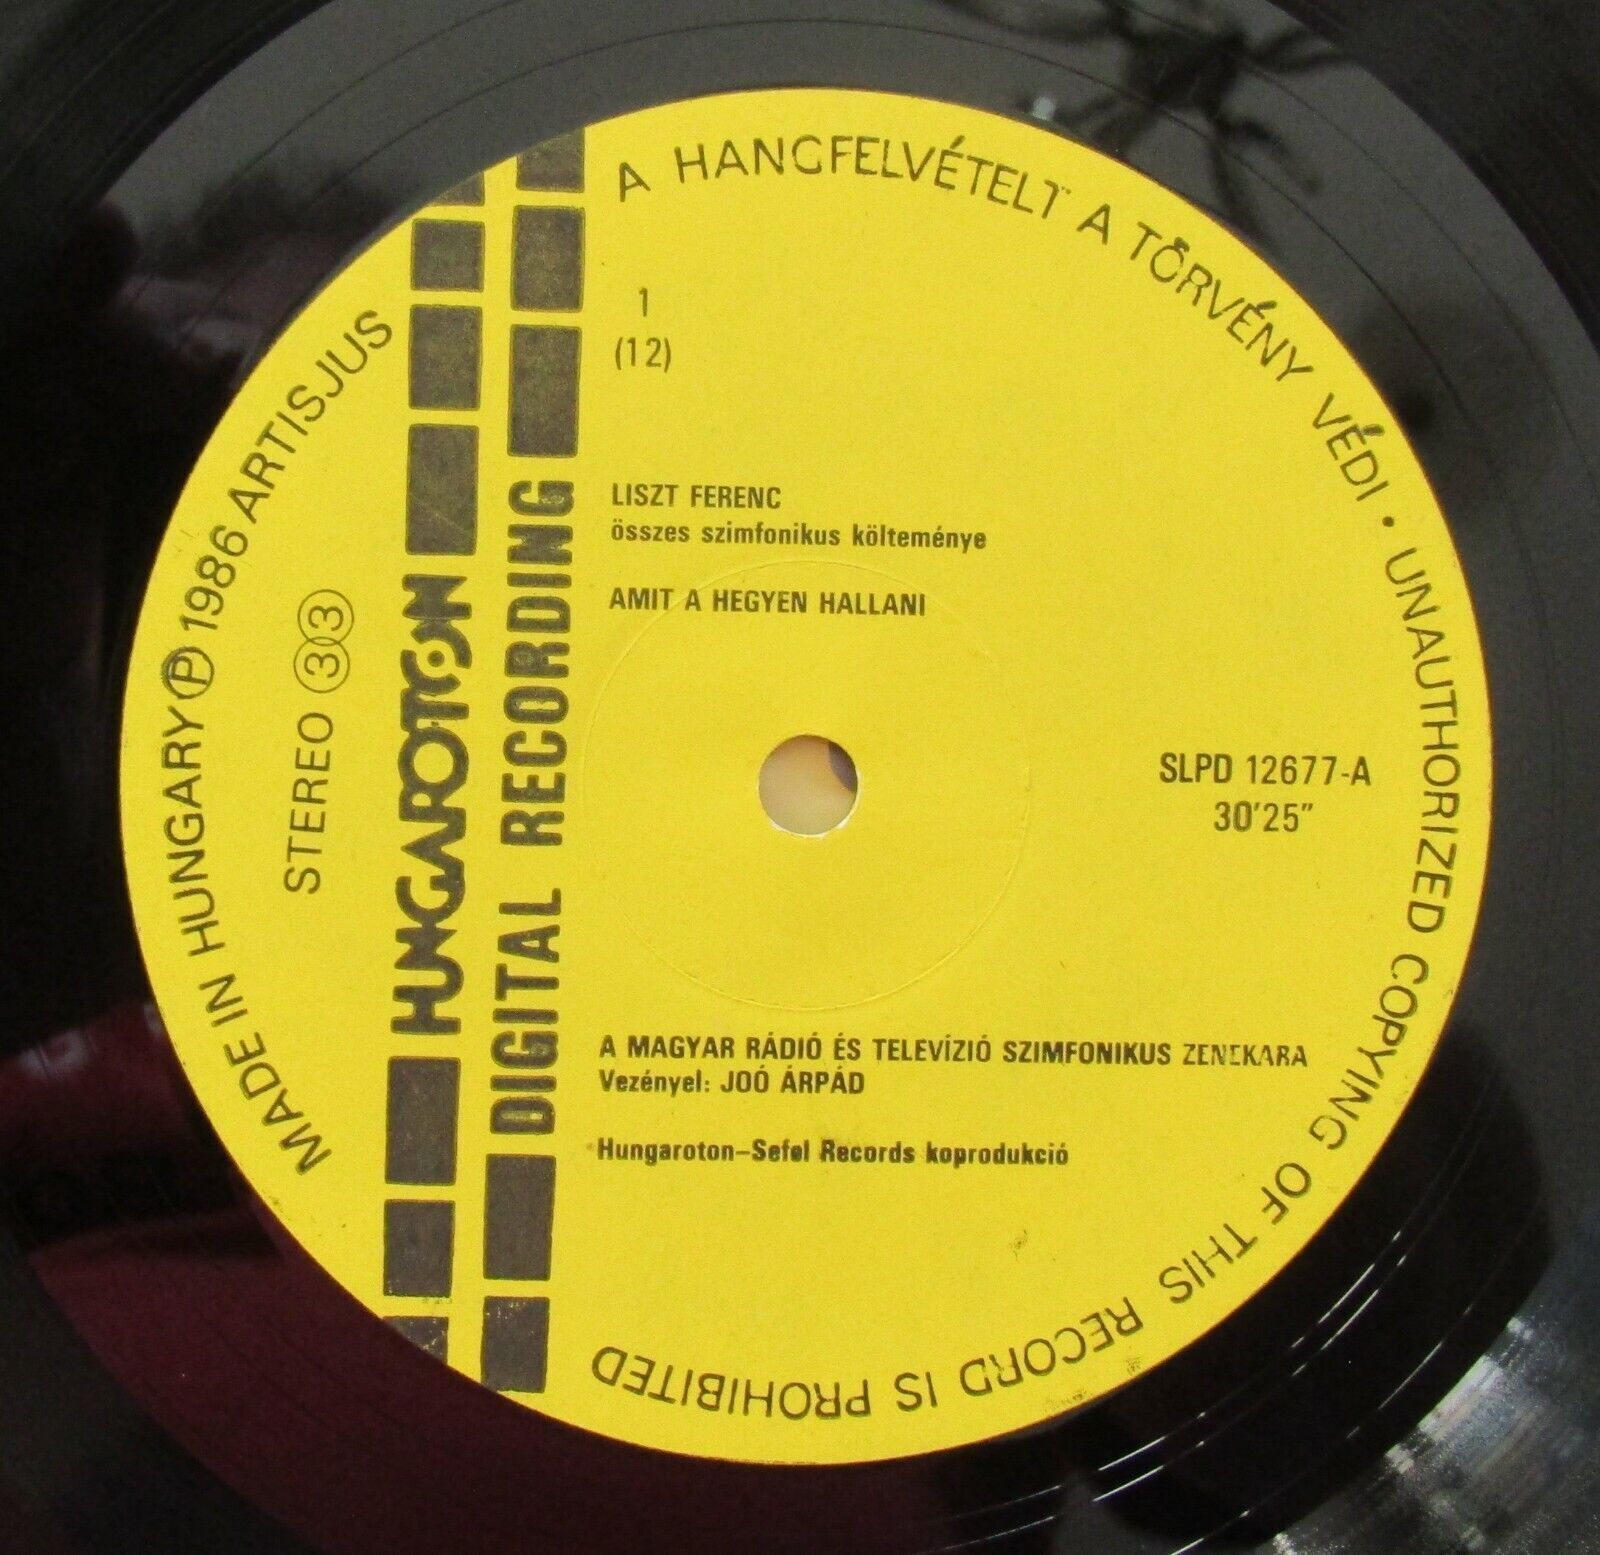 A HANGFELVÉTELT A TÖRVÉNY VÉDI • UNAUTHORIZED COPYING OF THIS RECORD IS PROHIBITED
MADE IN HUNGARY Ⓟ 1986 ARTISJUS
STEREO 33
HUNGAROTON
DIGITAL RECORDING
1
(12)
LISZT FERENC
összes szimfonikus költeménye
AMIT A HEGYEN HALLANI
SLPD 12677-A
30'25"
A MAGYAR RÁDIÓ ÉS TELEVÍZIÓ SZIMFONIKUS ZENEKARA
Vezényel: JOÓ ÁRPÁD
Hungaroton–Sefel Records koprodukció